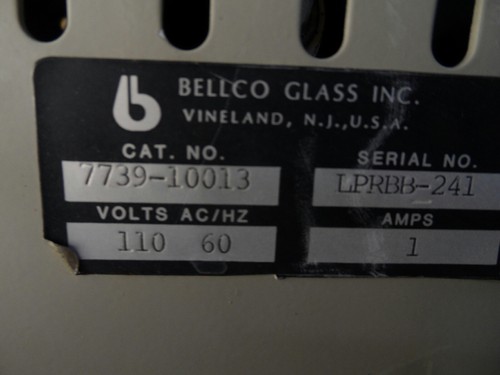 BELLCO GLASS INC.
VINELAND, N.J., U.S.A.
CAT. NO. SERIAL NO.
7739-10013 LPRBB-241
VOLTS AC/HZ AMPS
110 60 1